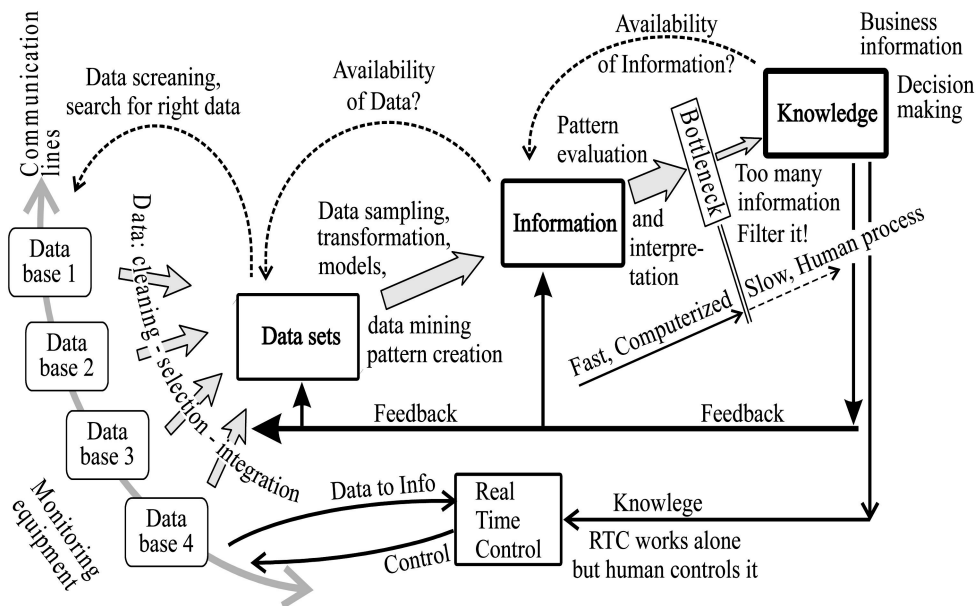 Communication
lines
Data screaning,
search for right data
Availability
of Data?
Availability
of Information?
Business
information
Decision
making
Knowledge
Pattern
evaluation
and
interpre-
tation
Bottleneck
Too many
information
Filter it!
Information
Data sampling,
transformation,
models,
data mining
pattern creation
Data sets
Data: cleaning - selection - integration
Data
base 1
Data
base 2
Data
base 3
Data
base 4
Fast, Computerized
Slow, Human process
Feedback
Feedback
Monitoring
equipment
Data to Info
Control
Real
Time
Control
Knowlege
RTC works alone
but human controls it